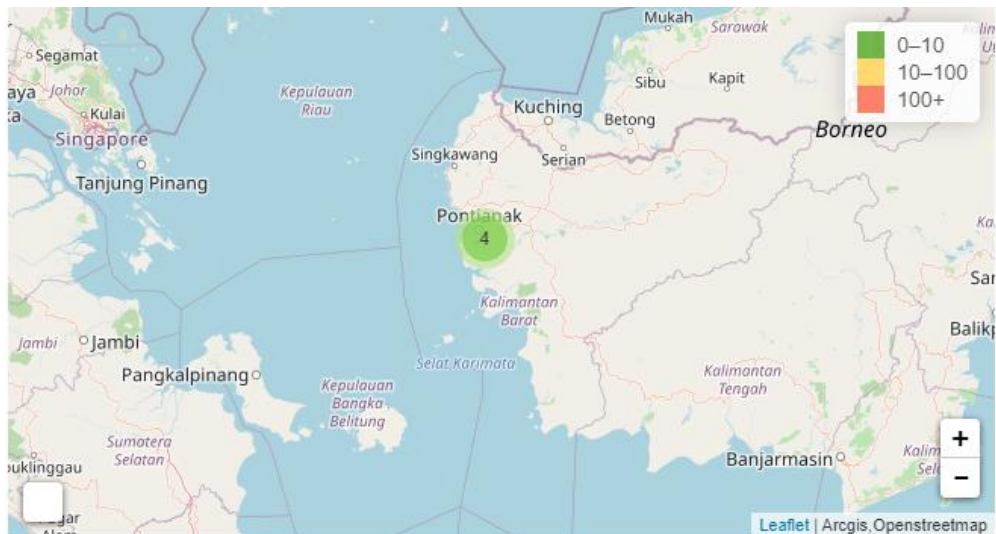 Mukah
Sarawak
Segamat
Johor
Kepulauan
Riau
Sibu
Kapit
0–10
10–100
100+
Kulai
Singapore
Kuching
Betong
Borneo
Singkawang
Serian
Tanjung Pinang
Pontianak
4
Kalimantan
Barat
Jambi
Jambi
Selat Karimata
Pangkalpinang
Kepulauan
Bangka
Belitung
Kalimantan
Tengah
Sumatera
Selatan
Banjarmasin
+
−
Leaflet | Arcgis,Openstreetmap